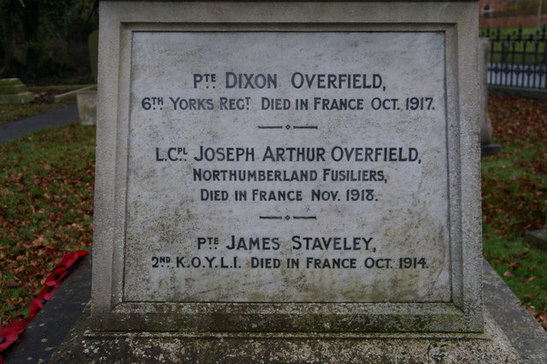 PTE DIXON OVERFIELD,
6TH YORKS REGT. DIED IN FRANCE OCT. 1917.
L.CPL JOSEPH ARTHUR OVERFIELD,
NORTHUMBERLAND FUSILIERS,
DIED IN FRANCE NOV. 1918.
PTE JAMES STAVELEY,
2ND K.O.Y.L.I. DIED IN FRANCE OCT. 1914.